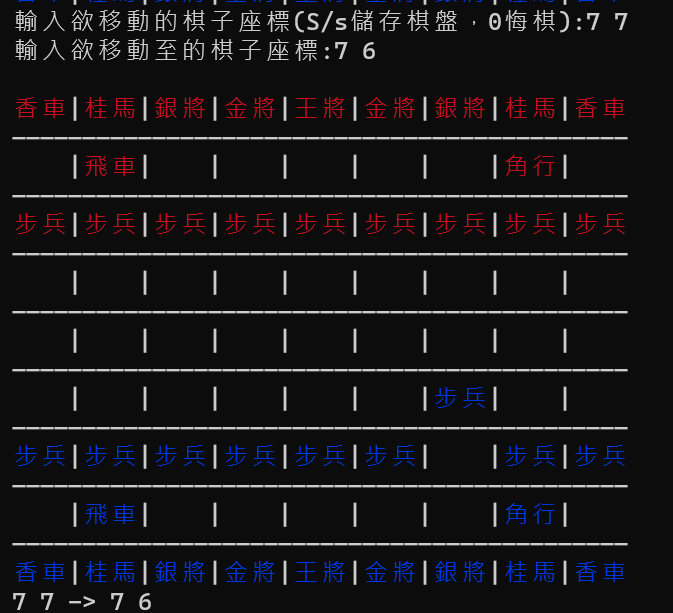 輸入欲移動的棋子座標(S/s儲存棋盤，0悔棋):7 7
輸入欲移動至的棋子座標:7 6
香車|桂馬|銀將|金將|王將|金將|銀將|桂馬|香車
|飛車| | | | | |角行|
步兵|步兵|步兵|步兵|步兵|步兵|步兵|步兵|步兵
| | | | | | | |
| | | | | | | |
| | | | | |步兵| |
步兵|步兵|步兵|步兵|步兵|步兵| |步兵|步兵
|飛車| | | | | |角行|
香車|桂馬|銀將|金將|王將|金將|銀將|桂馬|香車
7 7 -> 7 6